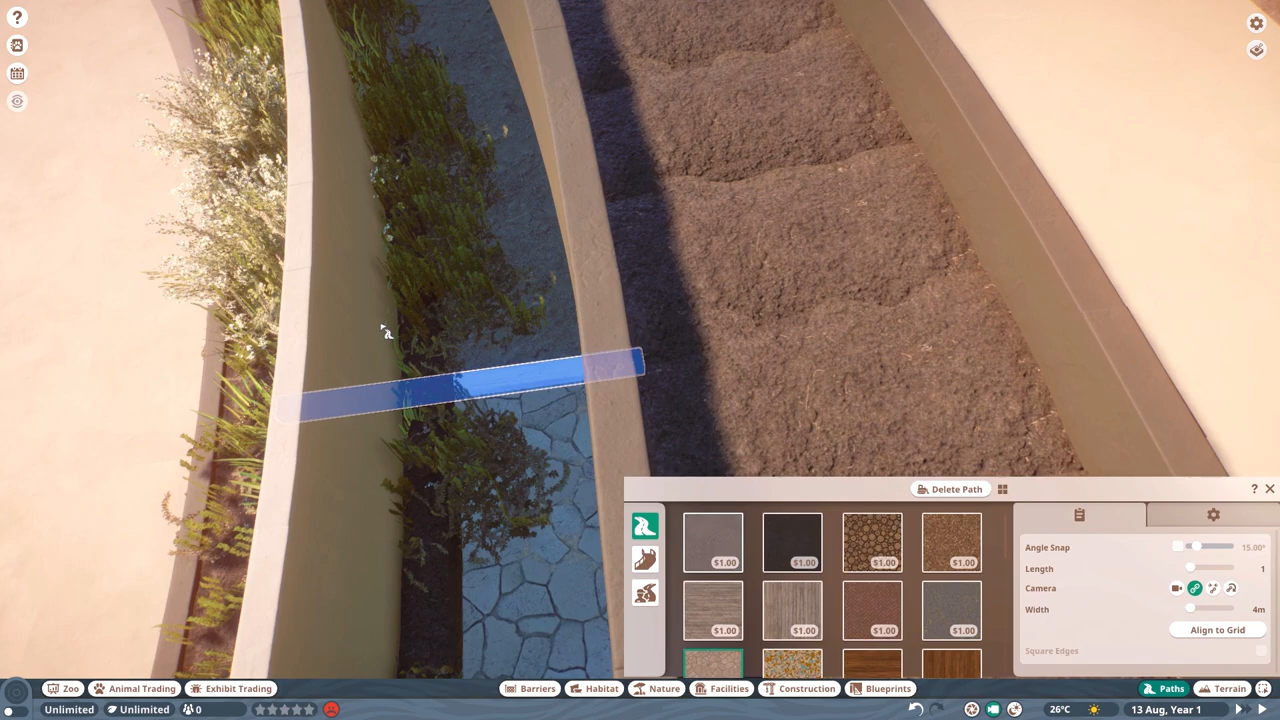 ?
Delete Path
?
$1.00 $1.00 $1.00 $1.00
$1.00 $1.00 $1.00 $1.00
Angle Snap 15.00°
Length 1
Camera
Width 4m
Align to Grid
Square Edges
Zoo Animal Trading Exhibit Trading Barriers Habitat Nature Facilities Construction Blueprints Paths Terrain
Unlimited Unlimited 0 26°C 13 Aug, Year 1